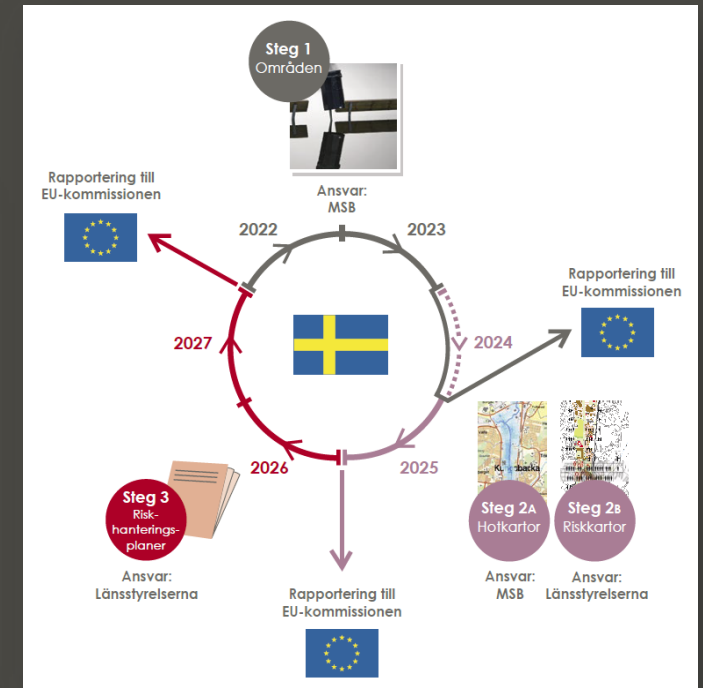 Steg 1
Områden
Ansvar:
MSB
Rapportering till
EU-kommissionen
2022
2023
Rapportering till
EU-kommissionen
2027
2024
2026
2025
Steg 3
Risk-
hanterings-
planer
Ansvar:
Länsstyrelserna
Steg 2A
Hotkartor
Ansvar:
MSB
Steg 2B
Riskkartor
Ansvar:
Länsstyrelserna
Rapportering till
EU-kommissionen